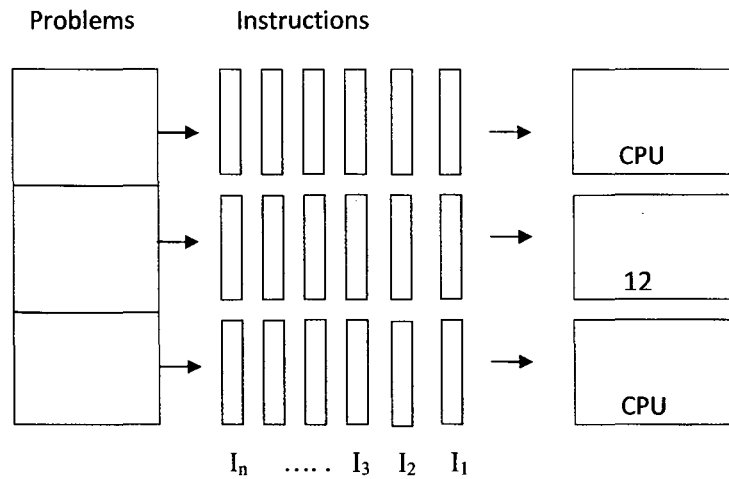 Problems Instructions
CPU
12
CPU
Iₙ ..... I₃ I₂ I₁